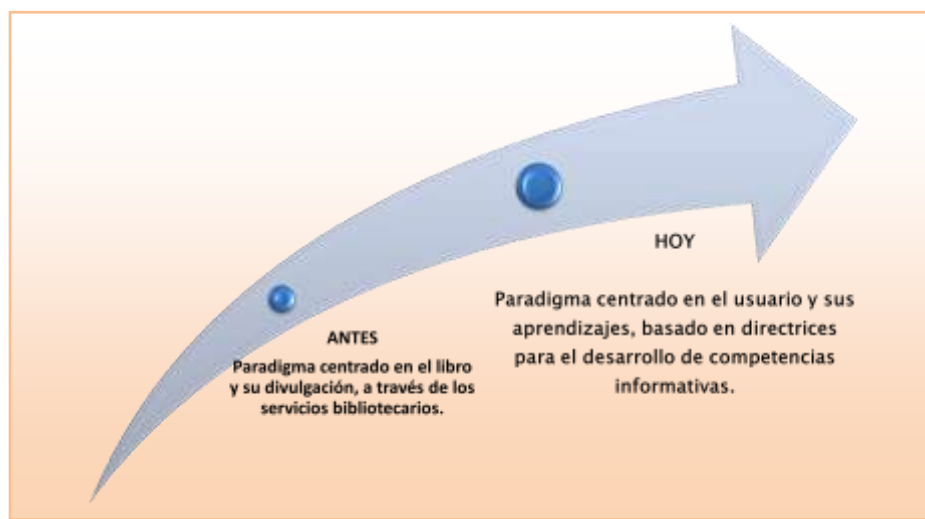 ANTES
Paradigma centrado en el libro
y su divulgación, a través de los
servicios bibliotecarios.
HOY
Paradigma centrado en el usuario y sus
aprendizajes, basado en directrices
para el desarrollo de competencias
informativas.